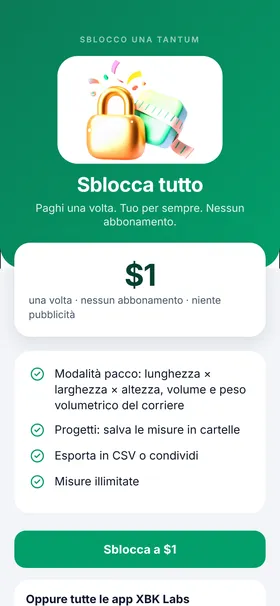 SBLOCCO UNA TANTUM
Sblocca tutto
Paghi una volta. Tuo per sempre. Nessun
abbonamento.
$1
una volta · nessun abbonamento · niente
pubblicità
Modalità pacco: lunghezza ×
larghezza × altezza, volume e peso
volumetrico del corriere
Progetti: salva le misure in cartelle
Esporta in CSV o condividi
Misure illimitate
Sblocca a $1
Oppure tutte le app XBK Labs